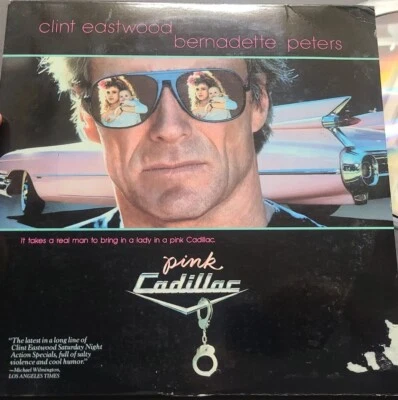 clint eastwood
bernadette peters
It takes a real man to bring in a lady in a pink Cadillac.
pink
Cadillac
"The latest in a long line of
Clint Eastwood Saturday Night
Action Specials, full of salty
violence and cool humor."
—Michael Wilmington,
LOS ANGELES TIMES